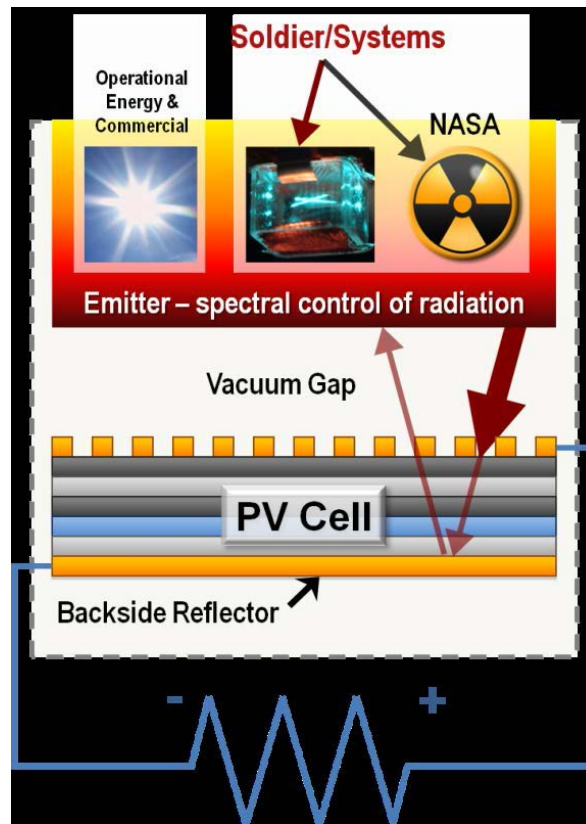 Soldier/Systems
Operational
Energy &
Commercial
NASA
Emitter – spectral control of radiation
Vacuum Gap
PV Cell
Backside Reflector
- +